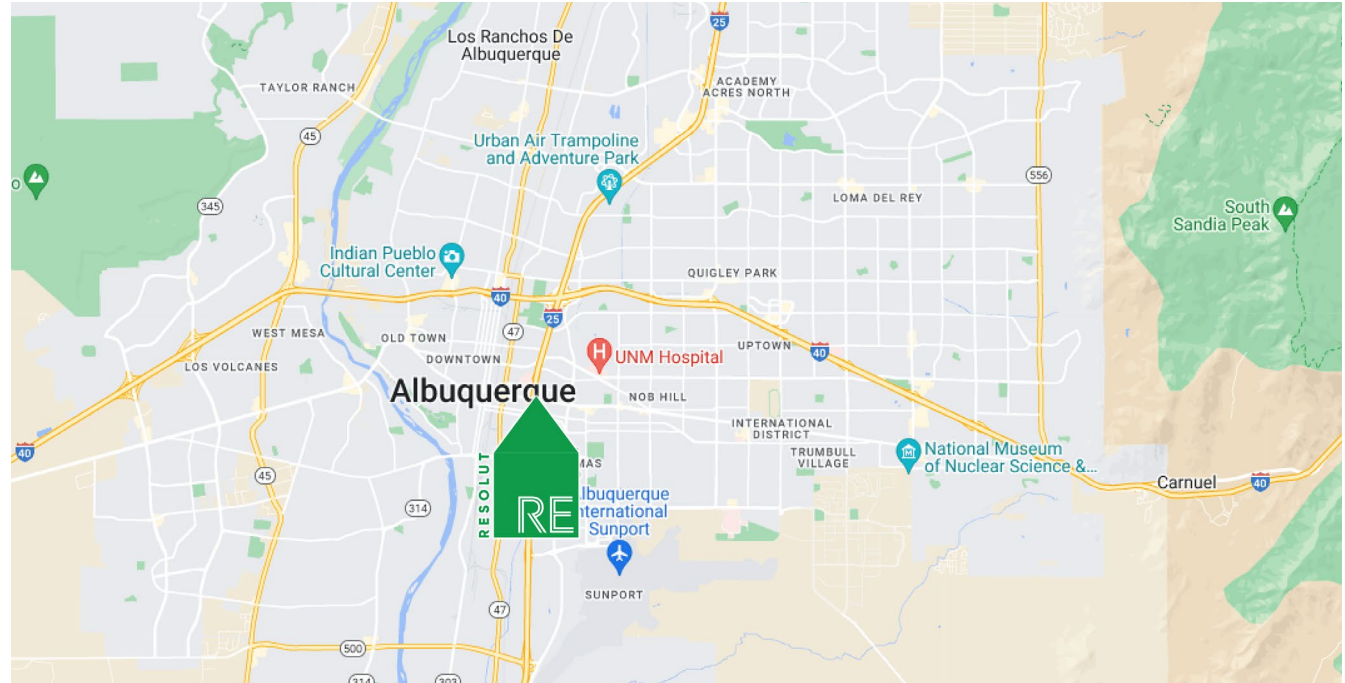 25
Los Ranchos De
Albuquerque
TAYLOR RANCH
ACADEMY
ACRES NORTH
45
Urban Air Trampoline
and Adventure Park
556
o
345
LOMA DEL REY
South
Sandia Peak
Indian Pueblo
Cultural Center
QUIGLEY PARK
40
25
47
WEST MESA
OLD TOWN
DOWNTOWN
UNM Hospital
UPTOWN
40
LOS VOLCANES
Albuquerque
NOB HILL
INTERNATIONAL
DISTRICT
TRUMBULL
VILLAGE
National Museum
of Nuclear Science &...
40
MAS
45
RESOLUT
RE
lbuquerque
nternational
Sunport
Carnuel
40
314
SUNPORT
47
500
314
303